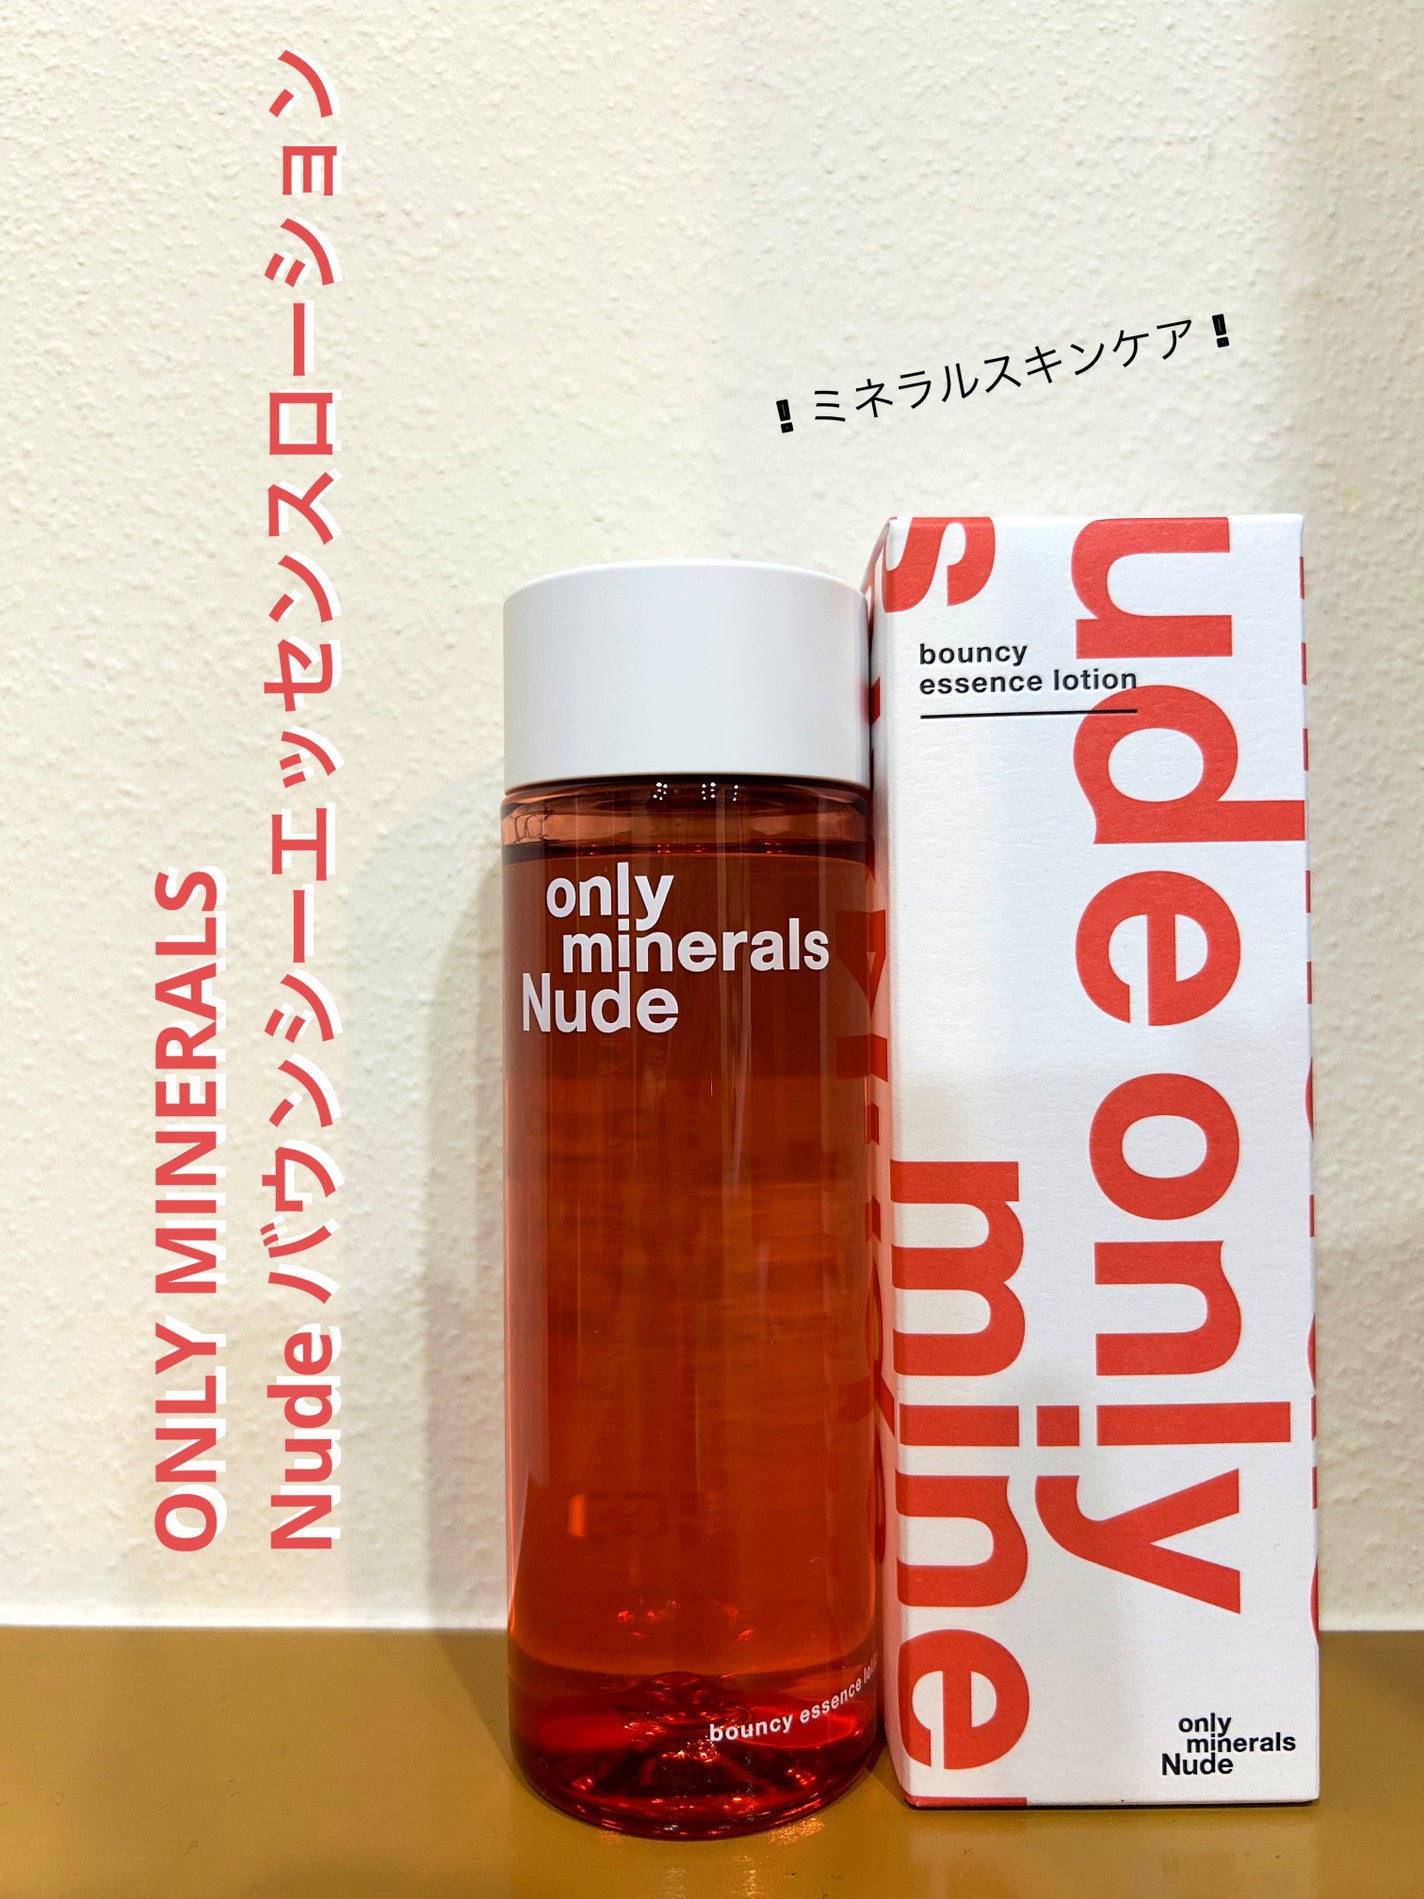 ONLY MINERALS
Nude バウンシーエッセンスローション
! ミネラルスキンケア !
only
minerals
Nude
bouncy essence
bouncy
essence lotion
ude only
mine
only
minerals
Nude